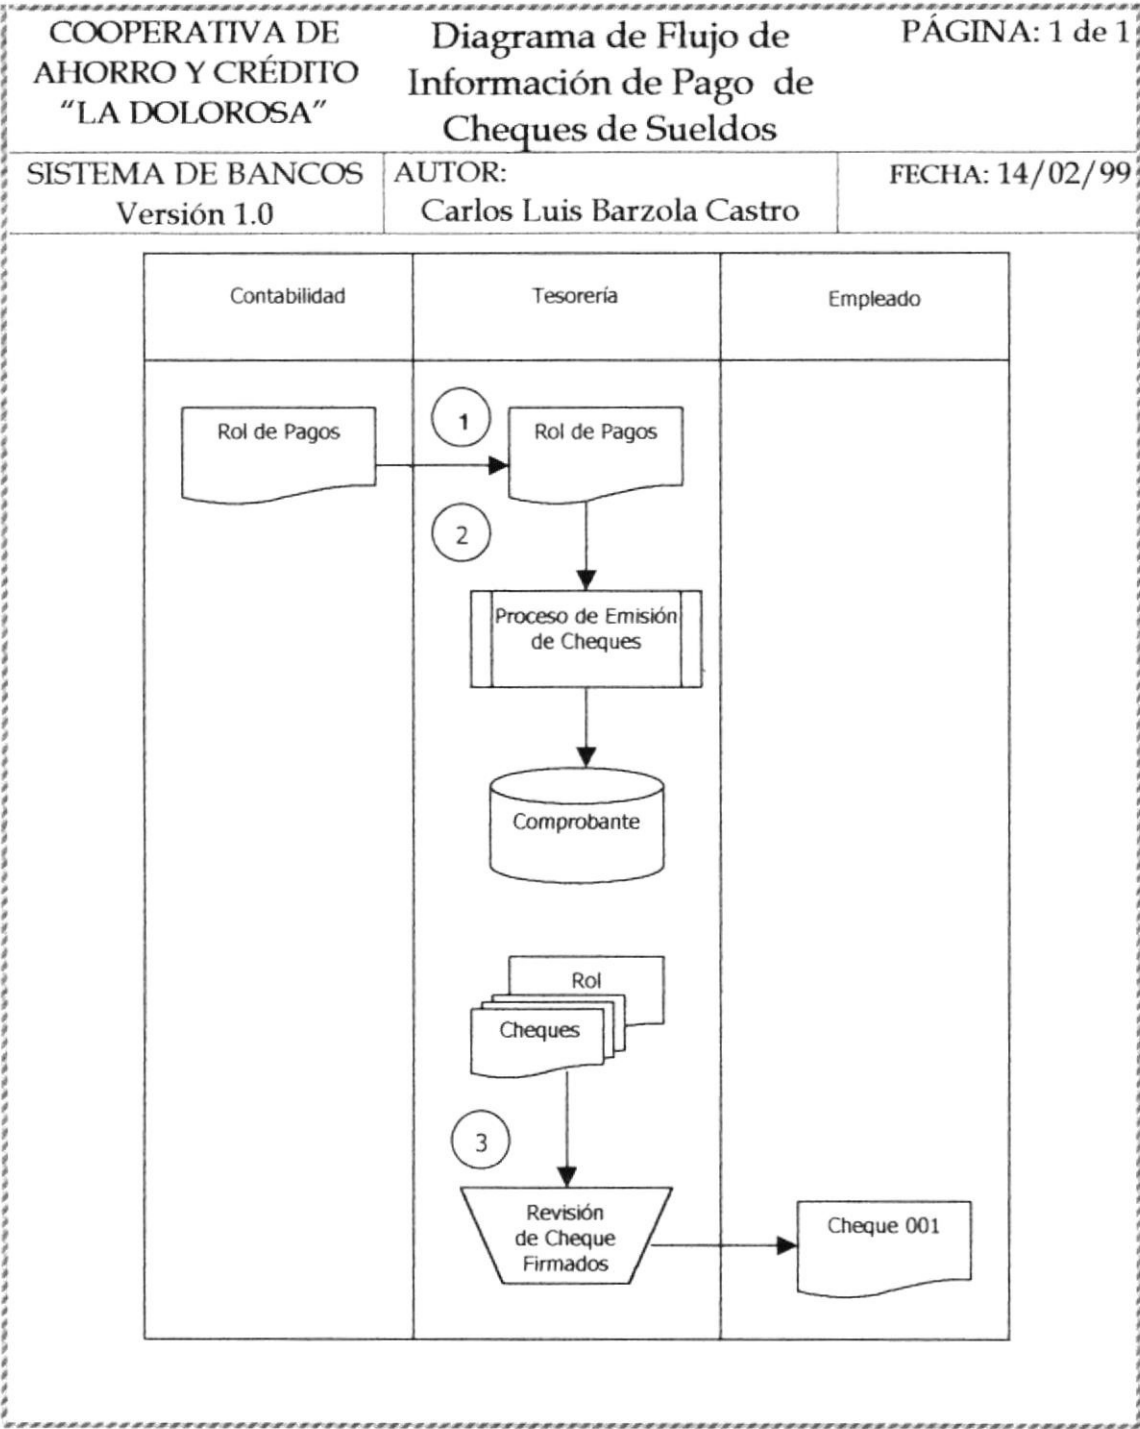 COOPERATIVA DE
AHORRO Y CRÉDITO
“LA DOLOROSA”
Diagrama de Flujo de
Información de Pago de
Cheques de Sueldos
PÁGINA: 1 de 1
SISTEMA DE BANCOS
Versión 1.0
AUTOR:
Carlos Luis Barzola Castro
FECHA: 14/02/99
Contabilidad
Tesorería
Empleado
Rol de Pagos
1
Rol de Pagos
2
Proceso de Emisión
de Cheques
Comprobante
Rol
Cheques
3
Revisión
de Cheque
Firmados
Cheque 001